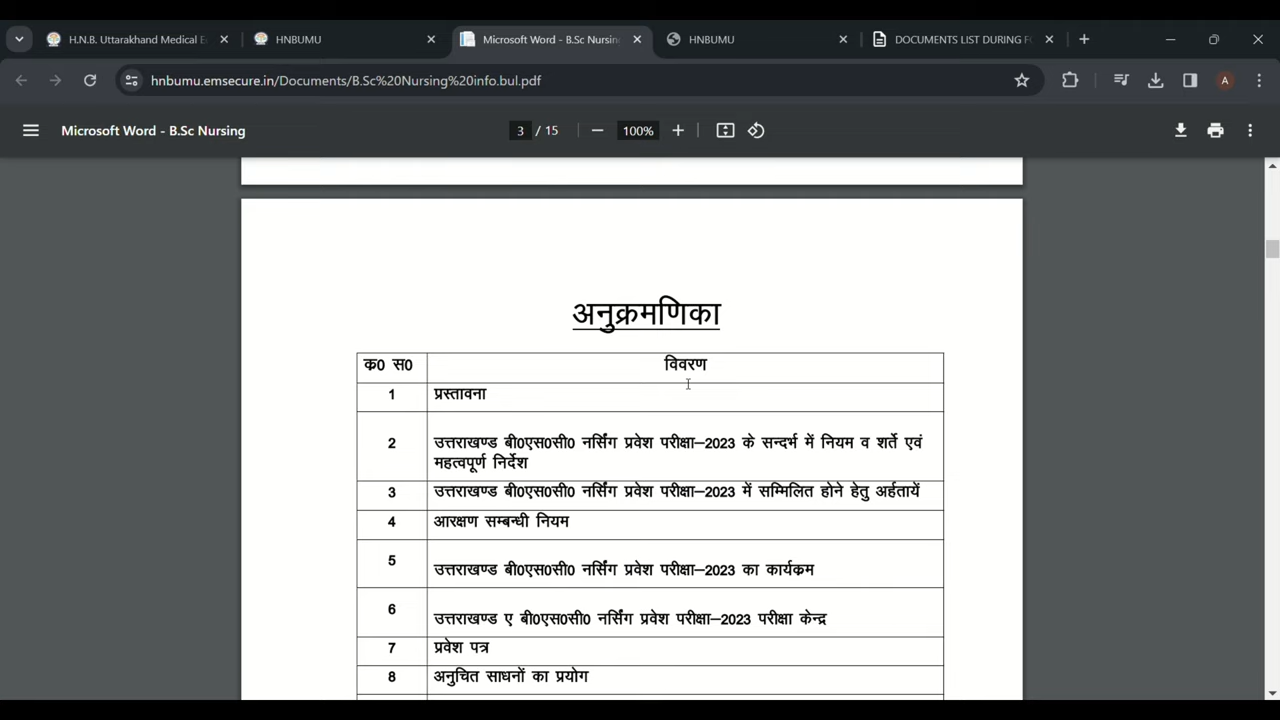 H.N.B. Uttarakhand Medical E
HNBUMU
Microsoft Word - B.Sc Nursin
HNBUMU
DOCUMENTS LIST DURING FO
hnbumu.emsecure.in/Documents/B.Sc%20Nursing%20info.bul.pdf
A
Microsoft Word - B.Sc Nursing
3 / 15
100%
अनुक्रमणिका
क0 स0 विवरण
1 प्रस्तावना
2 उत्तराखण्ड बी0एस0सी0 नर्सिंग प्रवेश परीक्षा–2023 के सन्दर्भ में नियम व शर्ते एवं
महत्वपूर्ण निर्देश
3 उत्तराखण्ड बी0एस0सी0 नर्सिंग प्रवेश परीक्षा–2023 में सम्मिलित होने हेतु अर्हतायें
4 आरक्षण सम्बन्धी नियम
5 उत्तराखण्ड बी0एस0सी0 नर्सिंग प्रवेश परीक्षा–2023 का कार्यकम
6 उत्तराखण्ड ए बी0एस0सी0 नर्सिंग प्रवेश परीक्षा–2023 परीक्षा केन्द्र
7 प्रवेश पत्र
8 अनुचित साधनों का प्रयोग